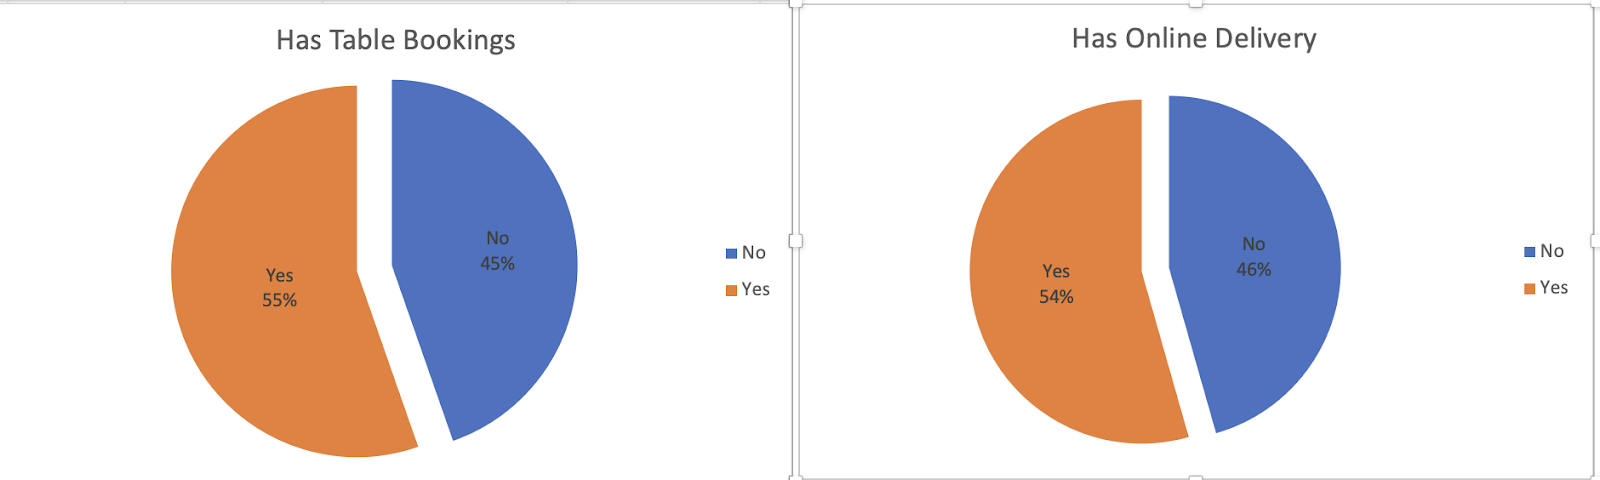 Has Table Bookings
No
45%
Yes
55%
No
Yes
Has Online Delivery
No
46%
Yes
54%
No
Yes